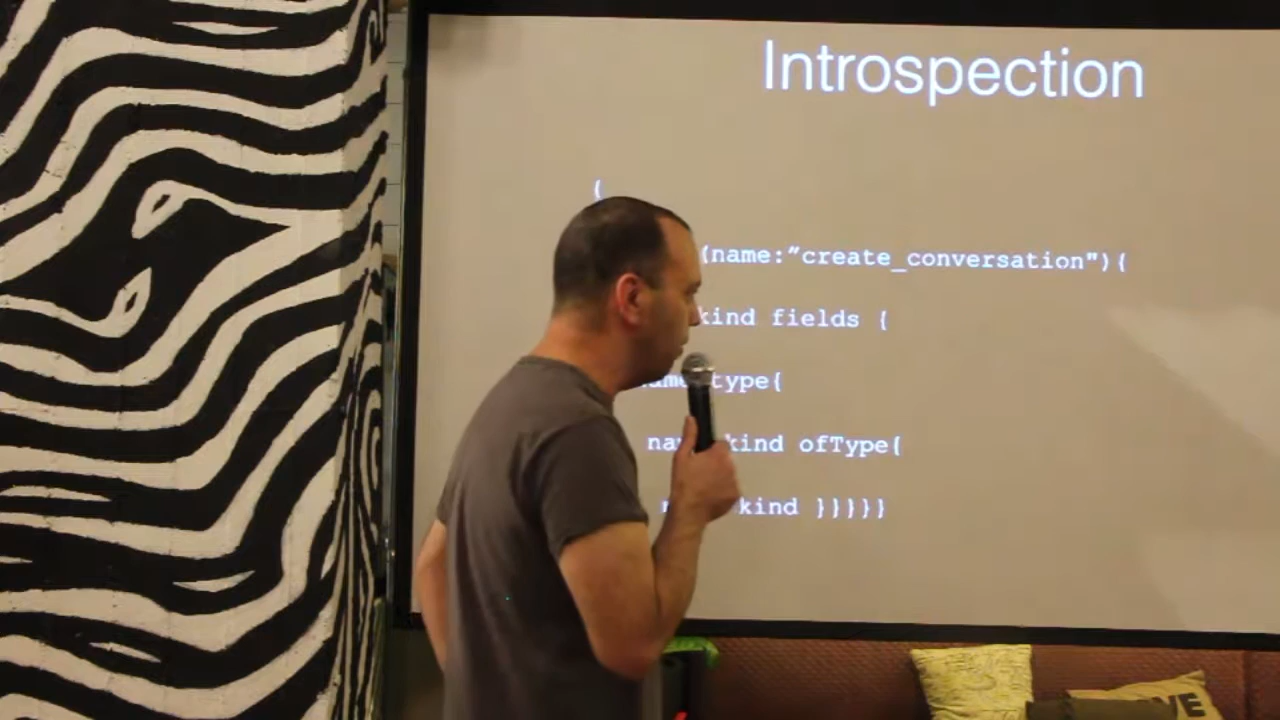 Introspection
{
(name:”create_conversation"){
kind fields {
type{
kind ofType{
kind }}}}}